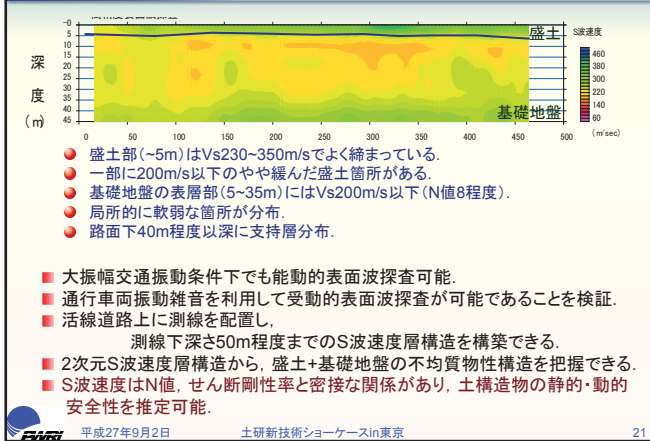 高精度表面波探査
0
5
10
15
20
25
30
35
40
45
深
度
(m)
盛土
基礎地盤
S波速度
460
380
300
220
140
60
(m/sec)
0 50 100 150 200 250 300 350 400 450 500
盛土部(~5m)はVs230~350m/sでよく締まっている.
一部に200m/s以下のやや緩んだ盛土箇所がある.
基礎地盤の表層部(5~35m)にはVs200m/s以下(N値8程度).
局所的に軟弱な箇所が分布.
路面下40m程度以深に支持層分布.
大振幅交通振動条件下でも能動的表面波探査可能.
通行車両振動雑音を利用して受動的表面波探査が可能であることを検証.
活線道路上に測線を配置し,
測線下深さ50m程度までのS波速度層構造を構築できる.
2次元S波速度層構造から,盛土+基礎地盤の不均質物性構造を把握できる.
S波速度はN値,せん断剛性率と密接な関係があり,土構造物の静的・動的
安全性を推定可能.
PWRI 平成27年9月2日 土研新技術ショーケースin東京 21